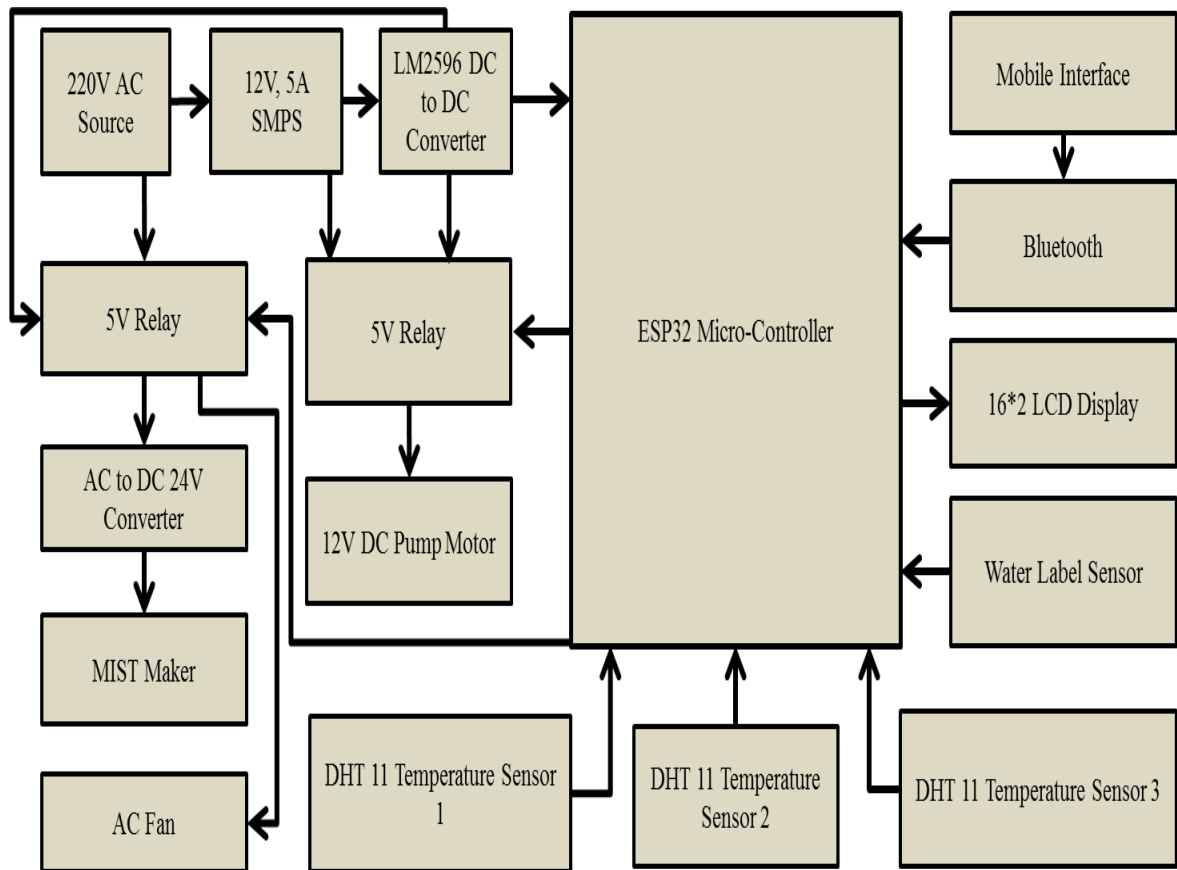 220V AC
Source
12V, 5A
SMPS
LM2596 DC
to DC
Converter
Mobile Interface
Bluetooth
5V Relay
5V Relay
ESP32 Micro-Controller
16*2 LCD Display
AC to DC 24V
Converter
12V DC Pump Motor
Water Label Sensor
MIST Maker
DHT 11 Temperature Sensor
1
DHT 11 Temperature
Sensor 2
DHT 11 Temperature Sensor 3
AC Fan